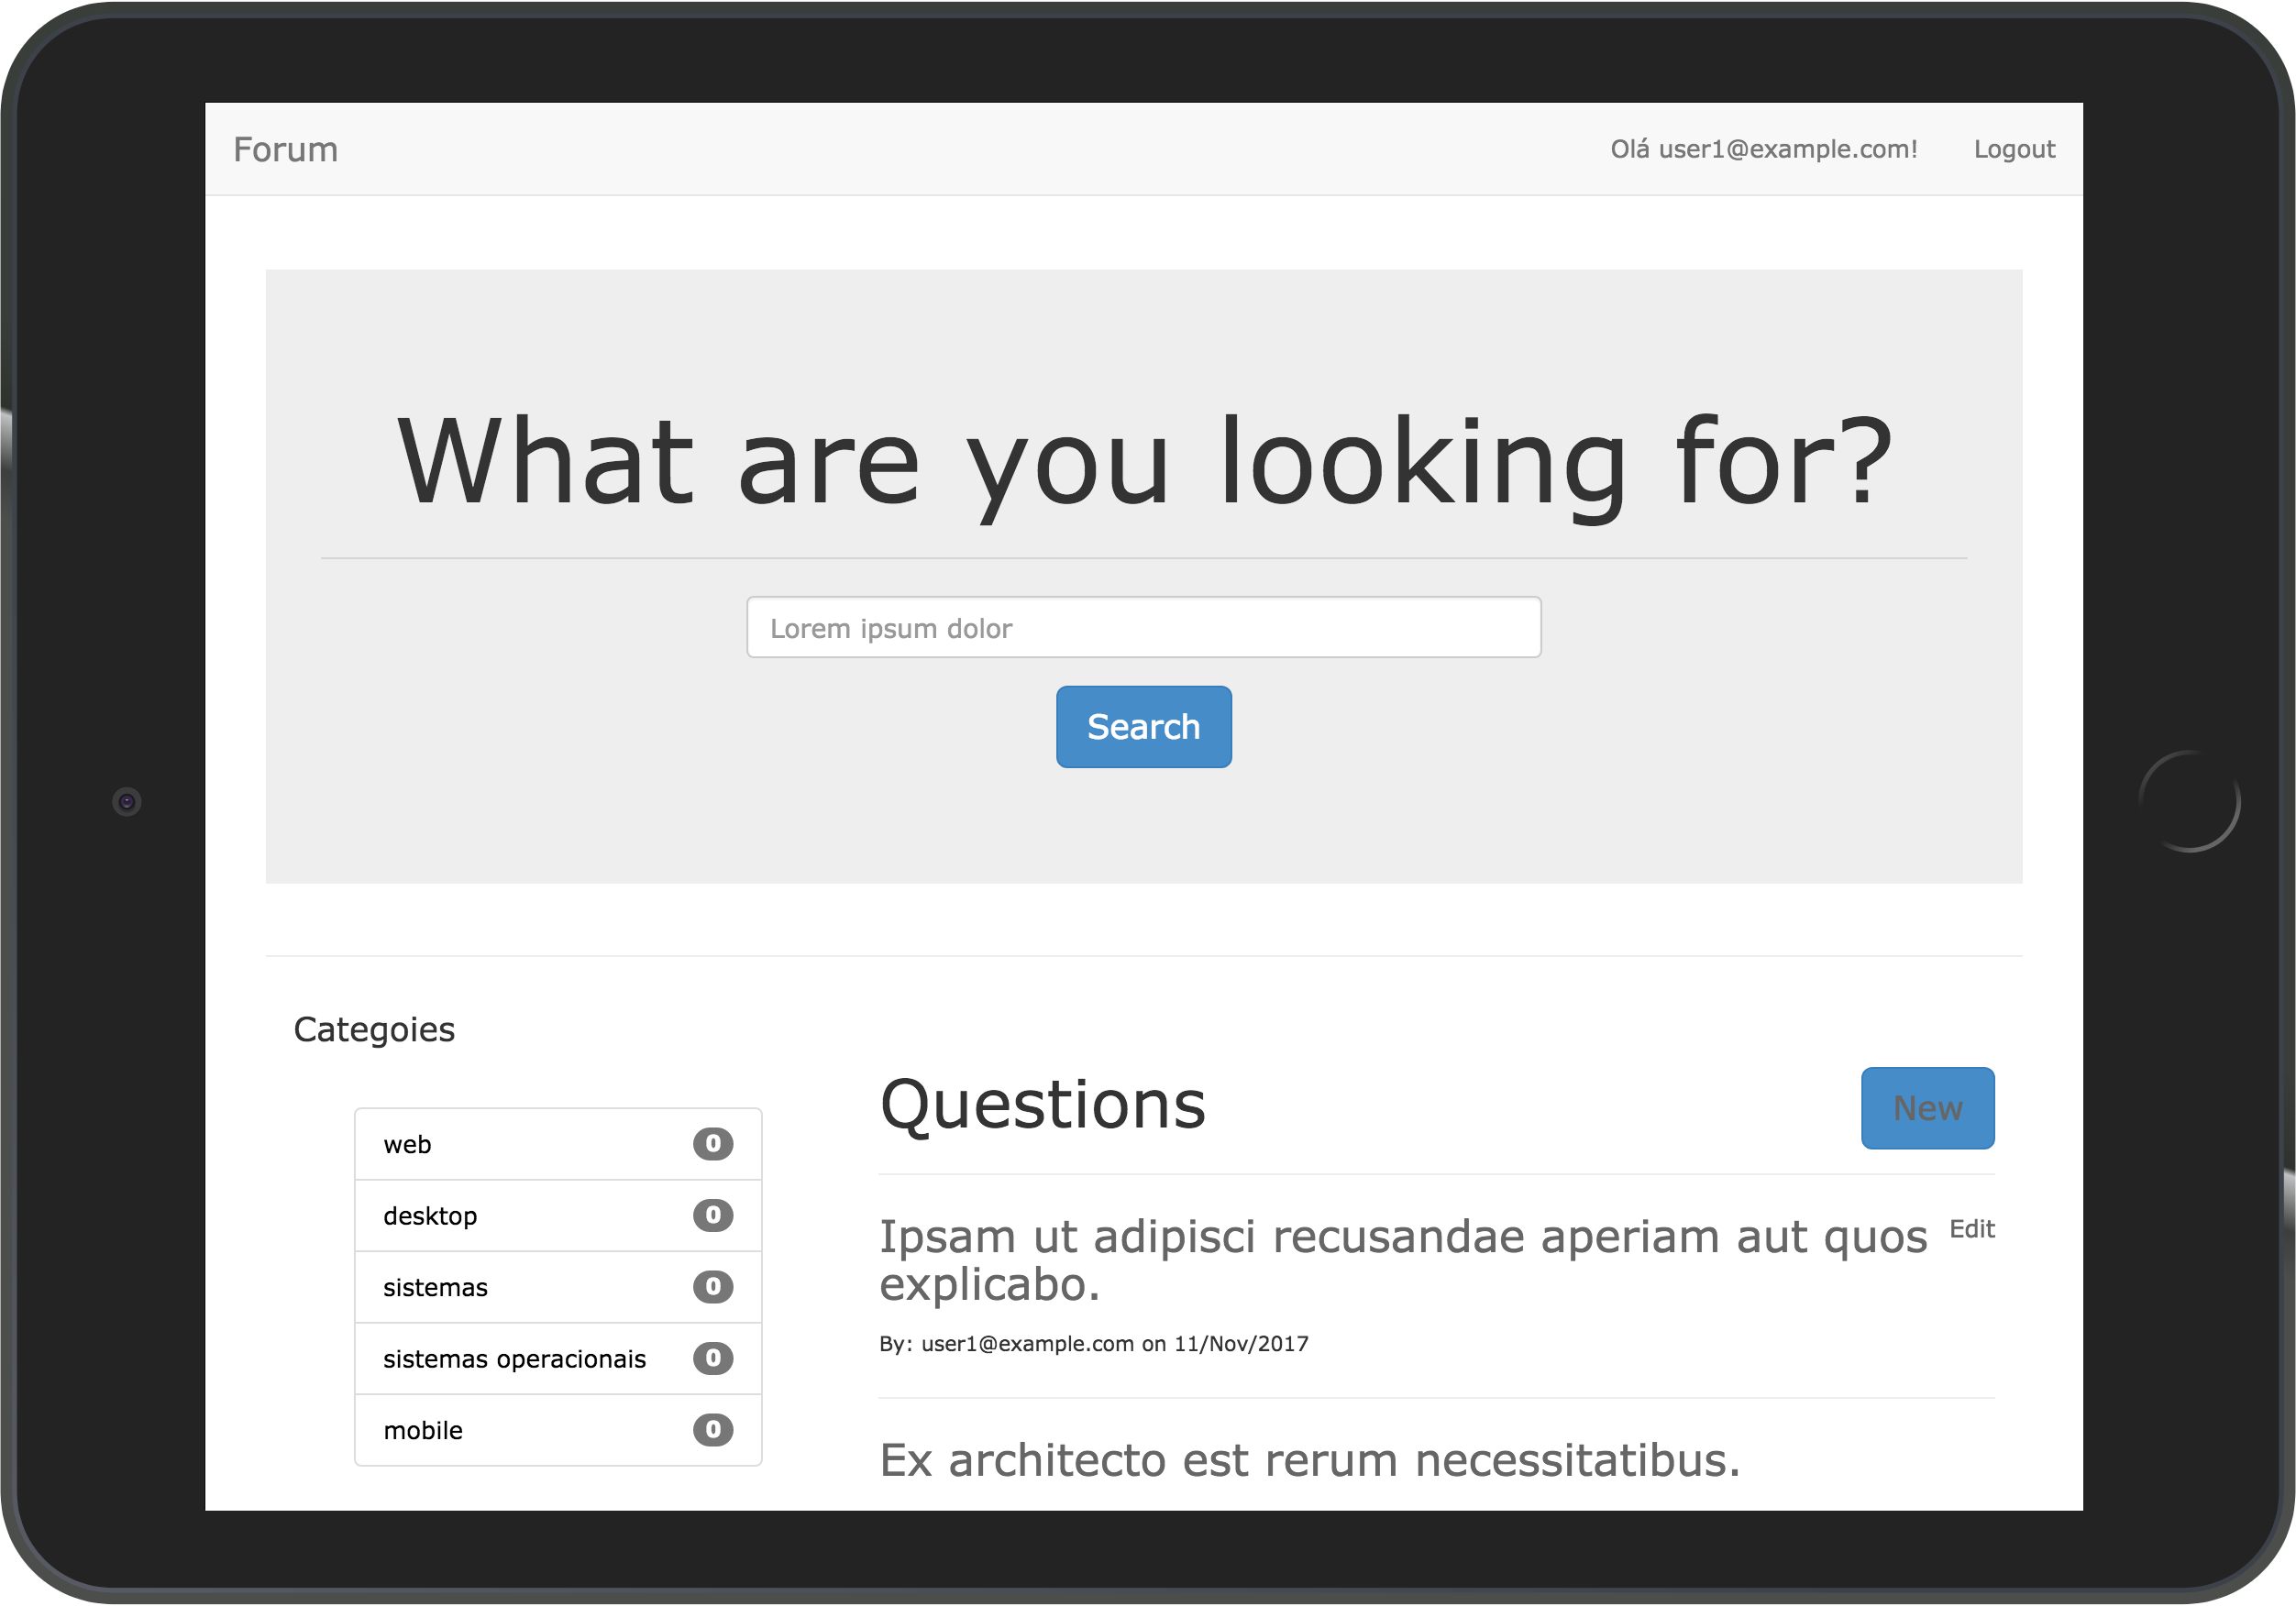 Forum
Olá user1@example.com!
Logout
What are you looking for?
Lorem ipsum dolor
Search
Categoies
web 0
desktop 0
sistemas 0
sistemas operacionais 0
mobile 0
Questions
New
Ipsam ut adipisci recusandae aperiam aut quos
explicabo.
Edit
By: user1@example.com on 11/Nov/2017
Ex architecto est rerum necessitatibus.